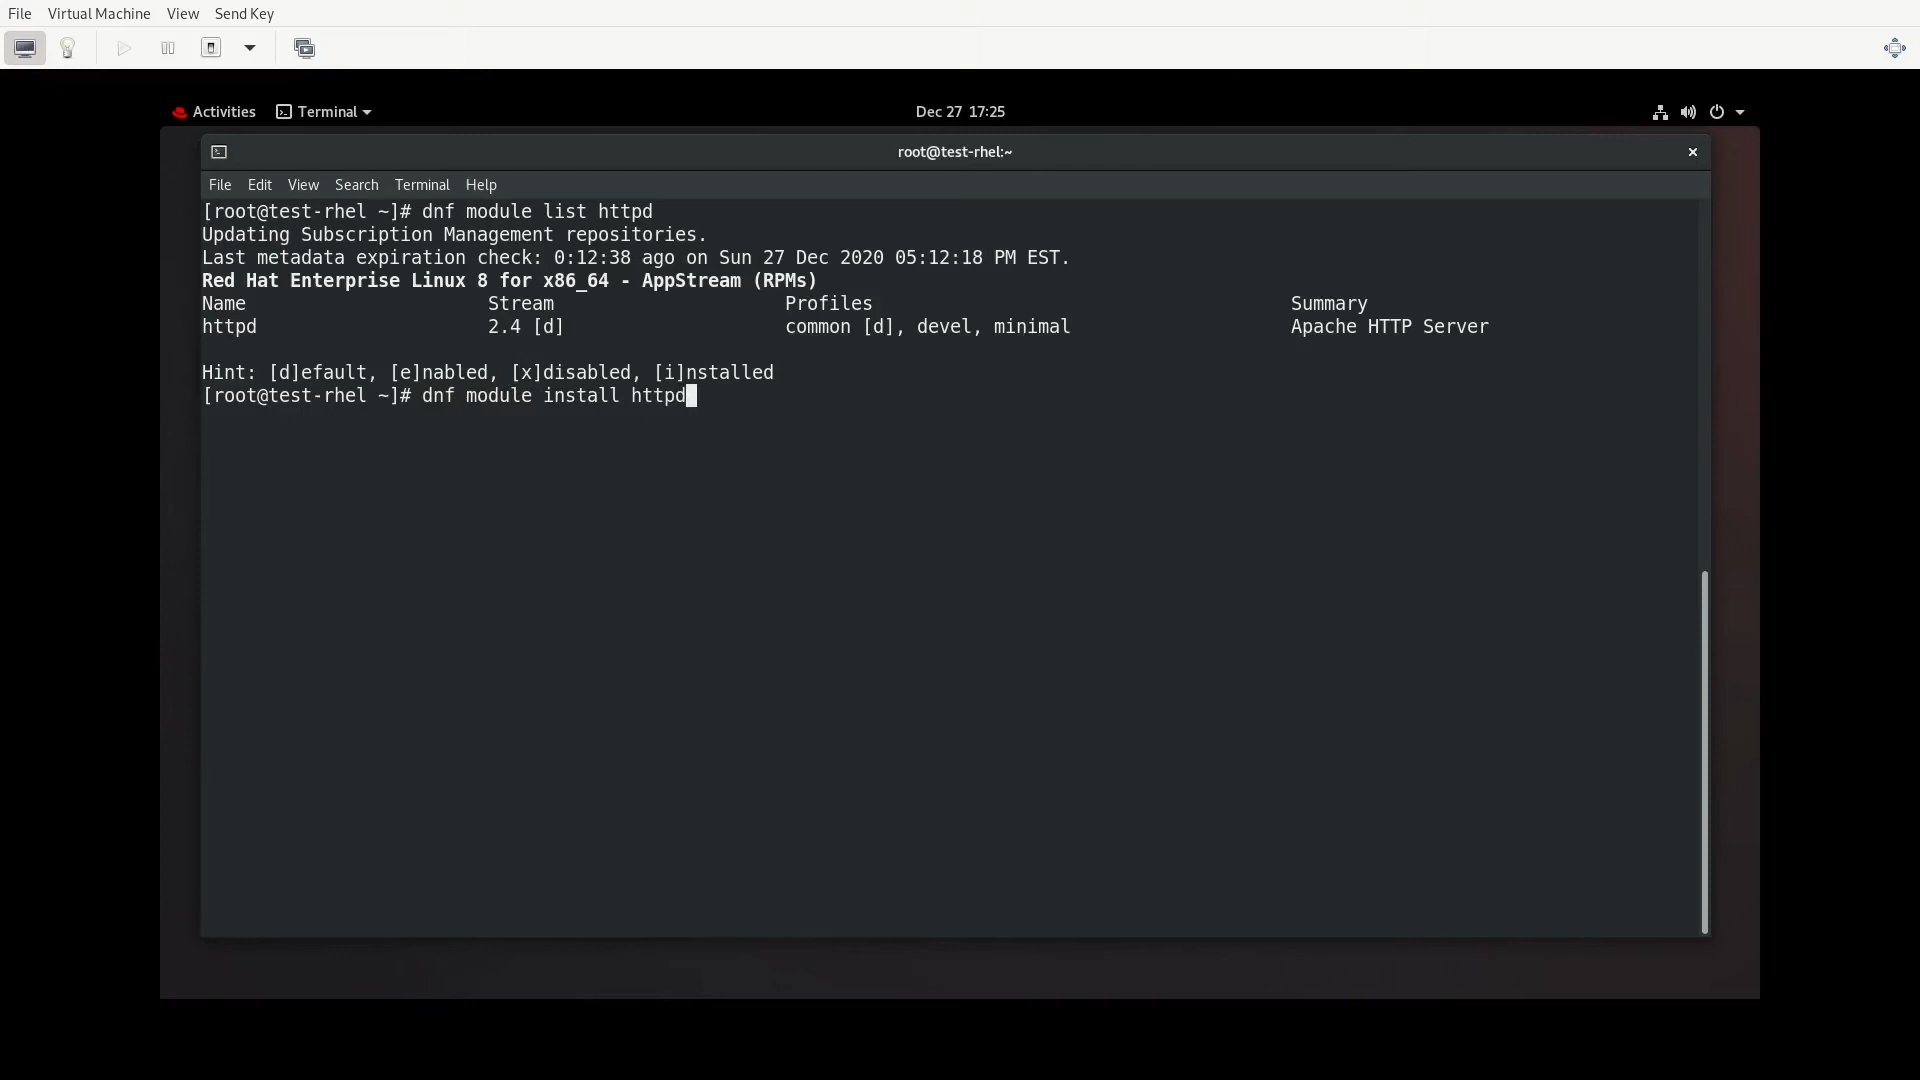 File Virtual Machine View Send Key
Activities Terminal Dec 27 17:25
root@test-rhel:~
File Edit View Search Terminal Help
[root@test-rhel ~]# dnf module list httpd
Updating Subscription Management repositories.
Last metadata expiration check: 0:12:38 ago on Sun 27 Dec 2020 05:12:18 PM EST.
Red Hat Enterprise Linux 8 for x86_64 - AppStream (RPMs)
Name Stream Profiles Summary
httpd 2.4 [d] common [d], devel, minimal Apache HTTP Server
Hint: [d]efault, [e]nabled, [x]disabled, [i]nstalled
[root@test-rhel ~]# dnf module install httpd